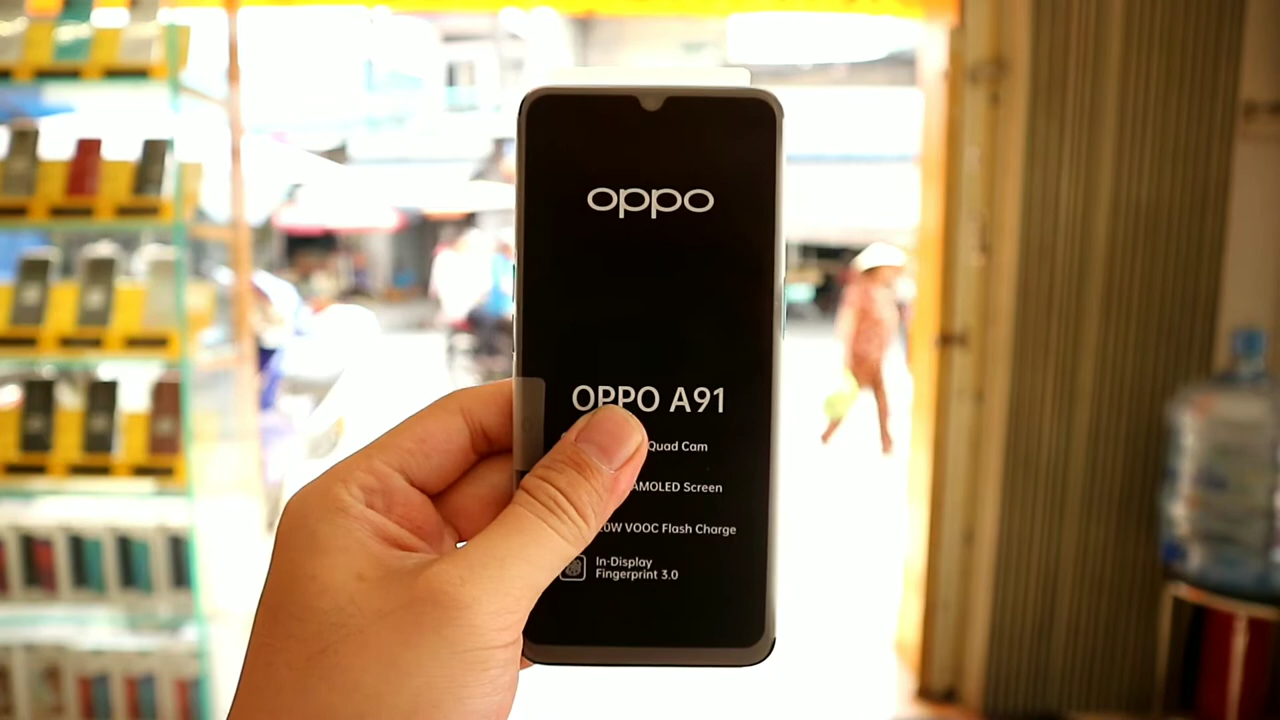 oppo
OPPO A91
Quad Cam
AMOLED Screen
VOOC Flash Charge
In-Display
Fingerprint 3.0